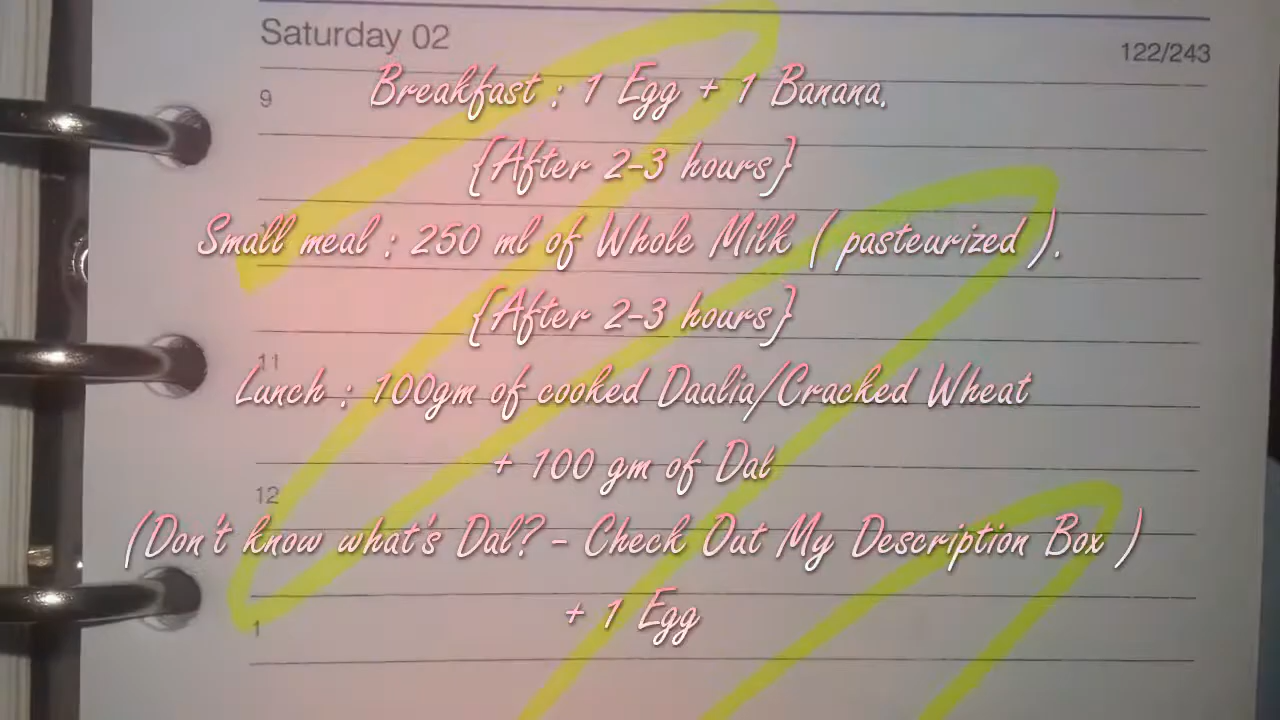 Saturday 02
122/243
9
Breakfast : 1 Egg + 1 Banana.
{After 2-3 hours}
Small meal : 250 ml of Whole Milk ( pasteurized ).
{After 2-3 hours}
11
Lunch : 100gm of cooked Daalia/Cracked Wheat
+ 100 gm of Dal
12
(Don't know what's Dal? - Check Out My Description Box )
+ 1 Egg
1